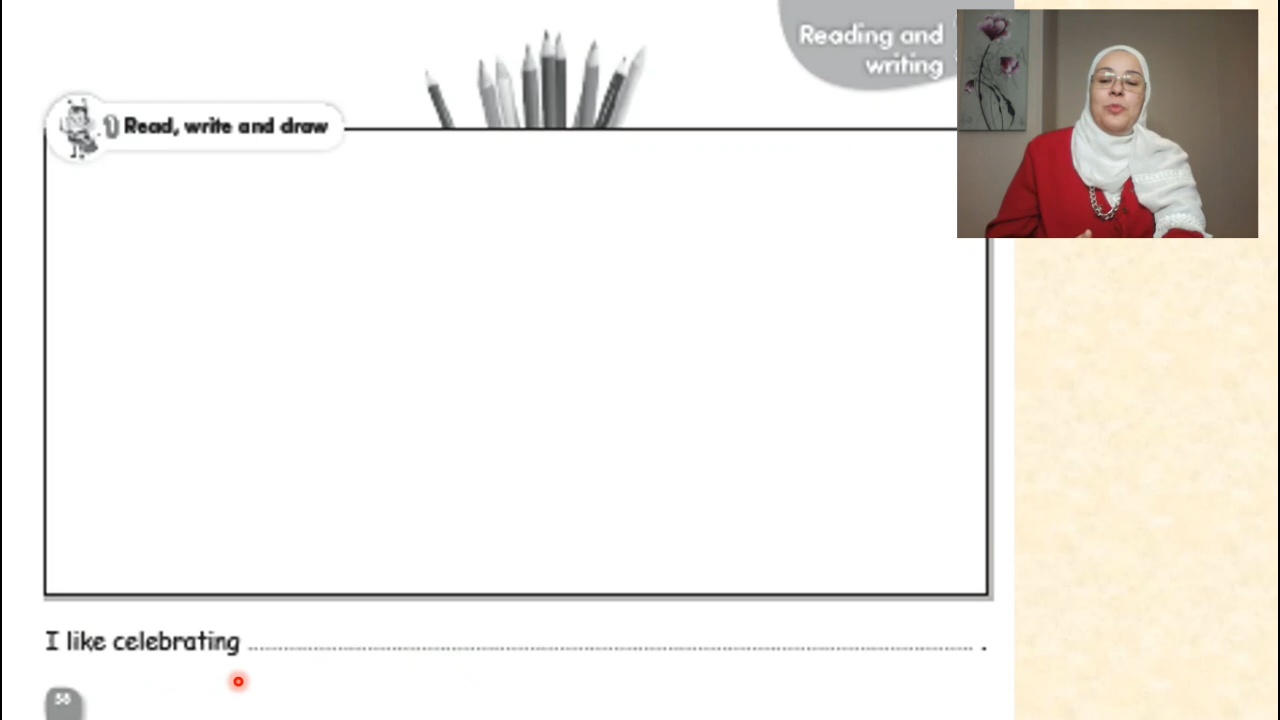 Reading and
writing
1 Read, write and draw
I like celebrating ........................................ .